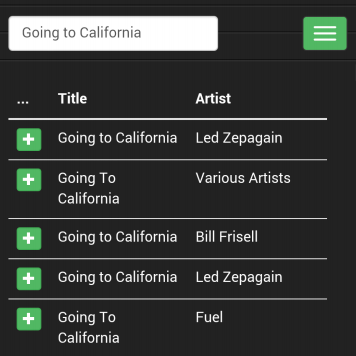 Going to California
... Title Artist
Going to California Led Zepagain
Going To Various Artists
California
Going to California Bill Frisell
Going to California Led Zepagain
Going To Fuel
California